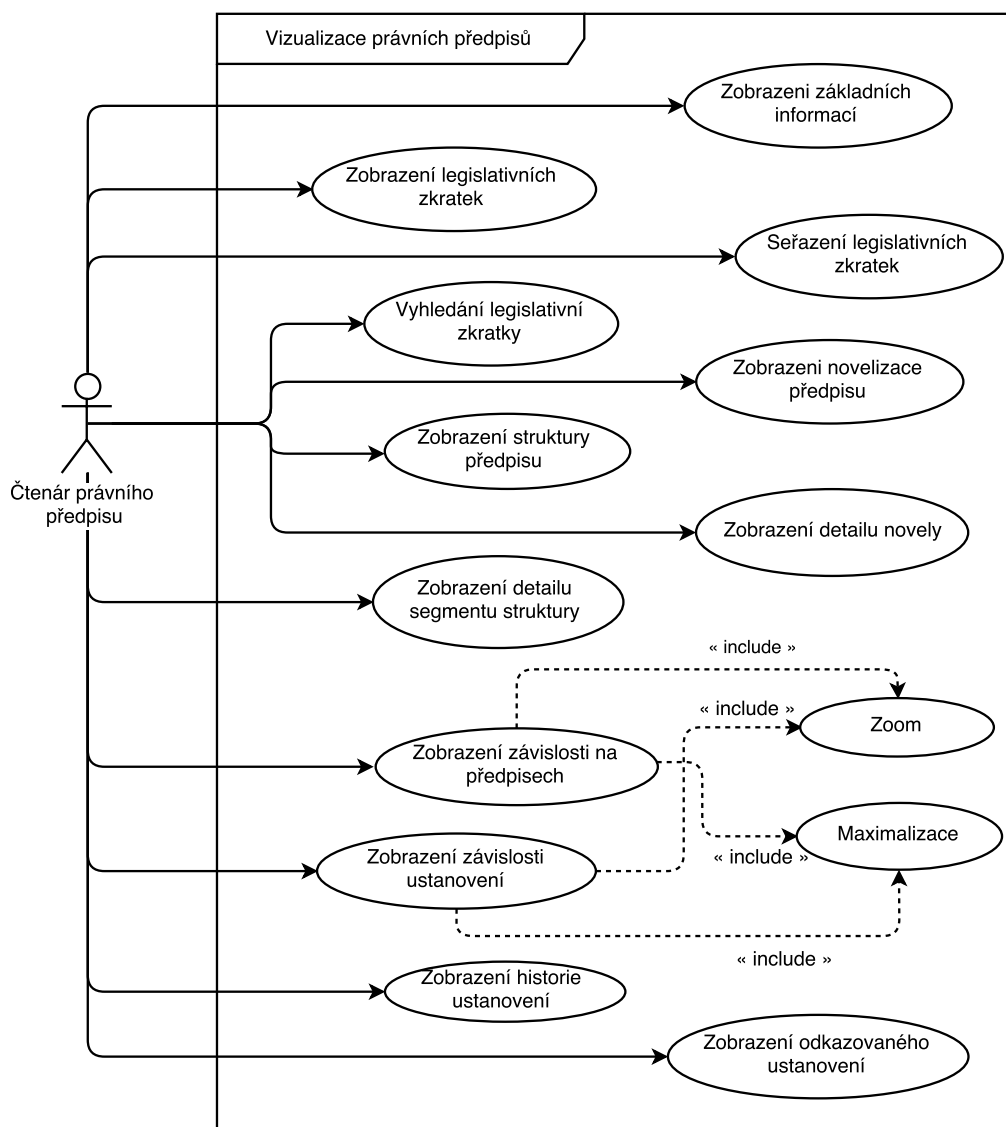 Vizualizace právních předpisů
Zobrazeni základních
informací
Zobrazení legislativních
zkratek
Seřazení legislativních
zkratek
Vyhledání legislativní
zkratky
Zobrazeni novelizace
předpisu
Zobrazení struktury
předpisu
Čtenár právního
předpisu
Zobrazení detailu novely
Zobrazení detailu
segmentu struktury
« include »
« include »
Zoom
Zobrazení závislosti na
předpisech
Maximalizace
« include »
Zobrazení závislosti
ustanovení
« include »
Zobrazení historie
ustanovení
Zobrazení odkazovaného
ustanovení